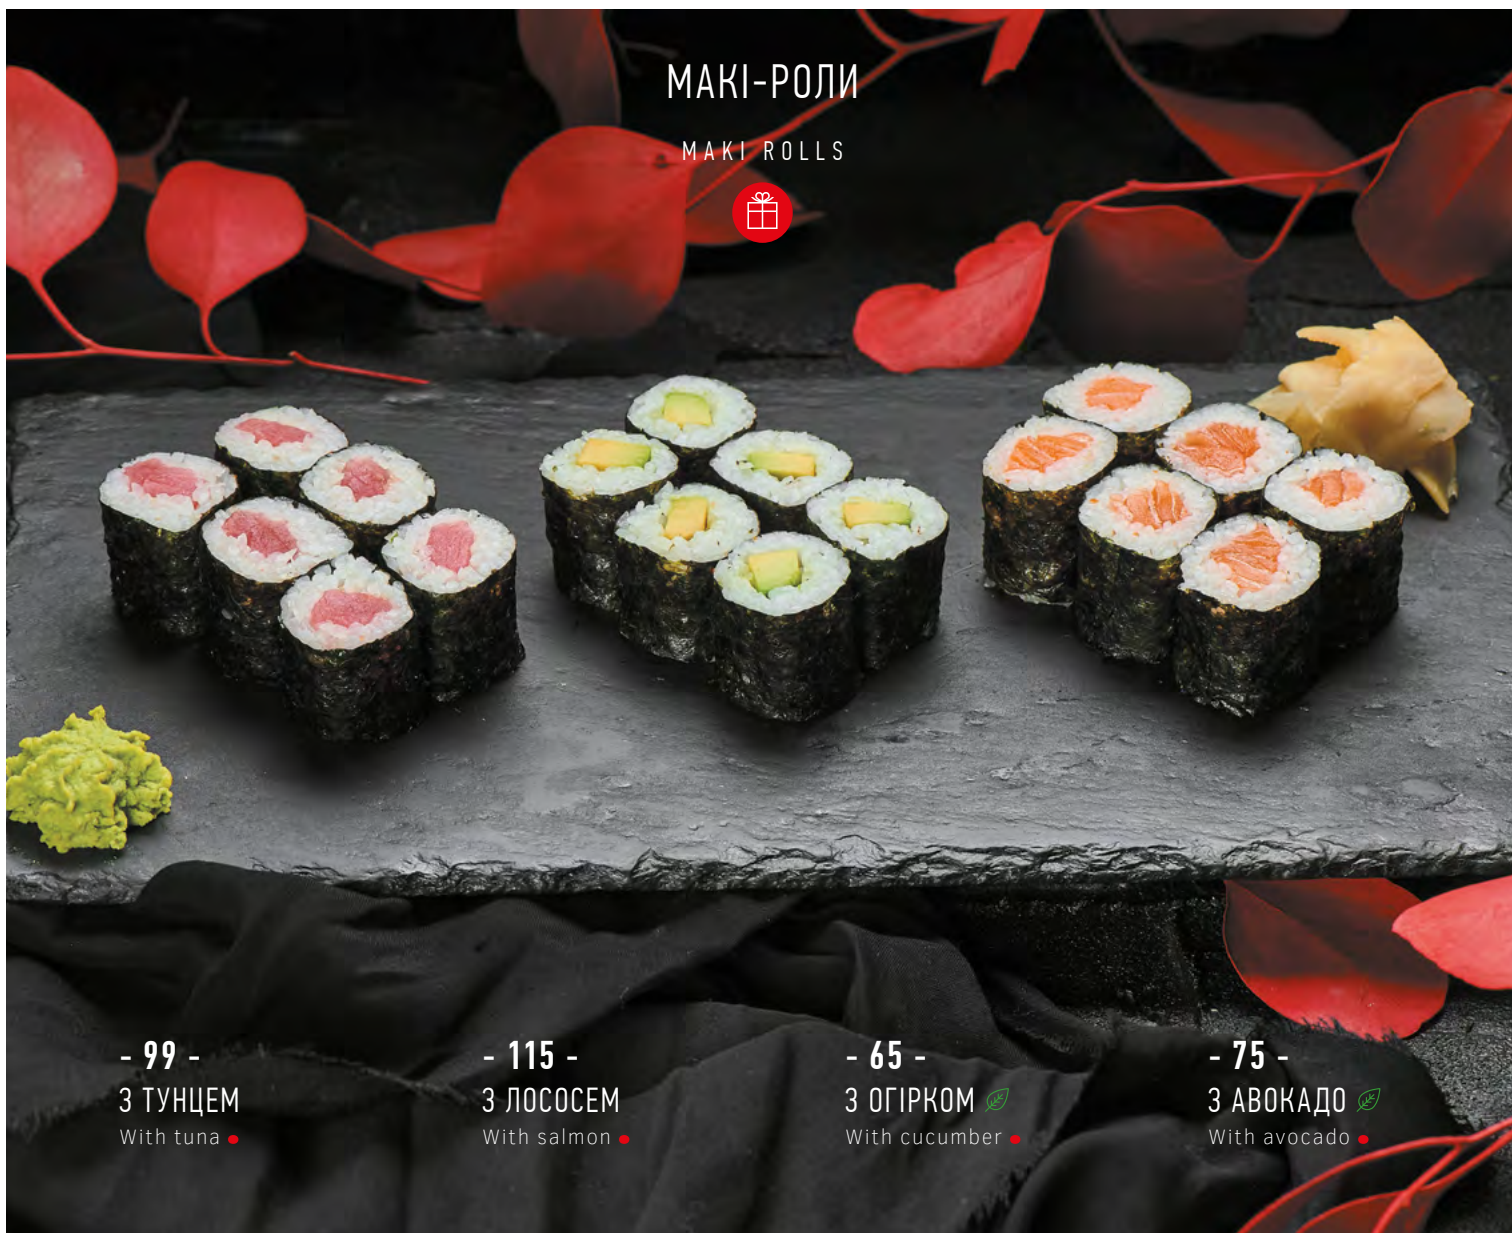 МАКІ-РОЛИ
MAKI ROLLS
- 99 -
З ТУНЦЕМ
With tuna
- 115 -
З ЛОСОСЕМ
With salmon
- 65 -
З ОГІРКОМ
With cucumber
- 75 -
З АВОКАДО
With avocado